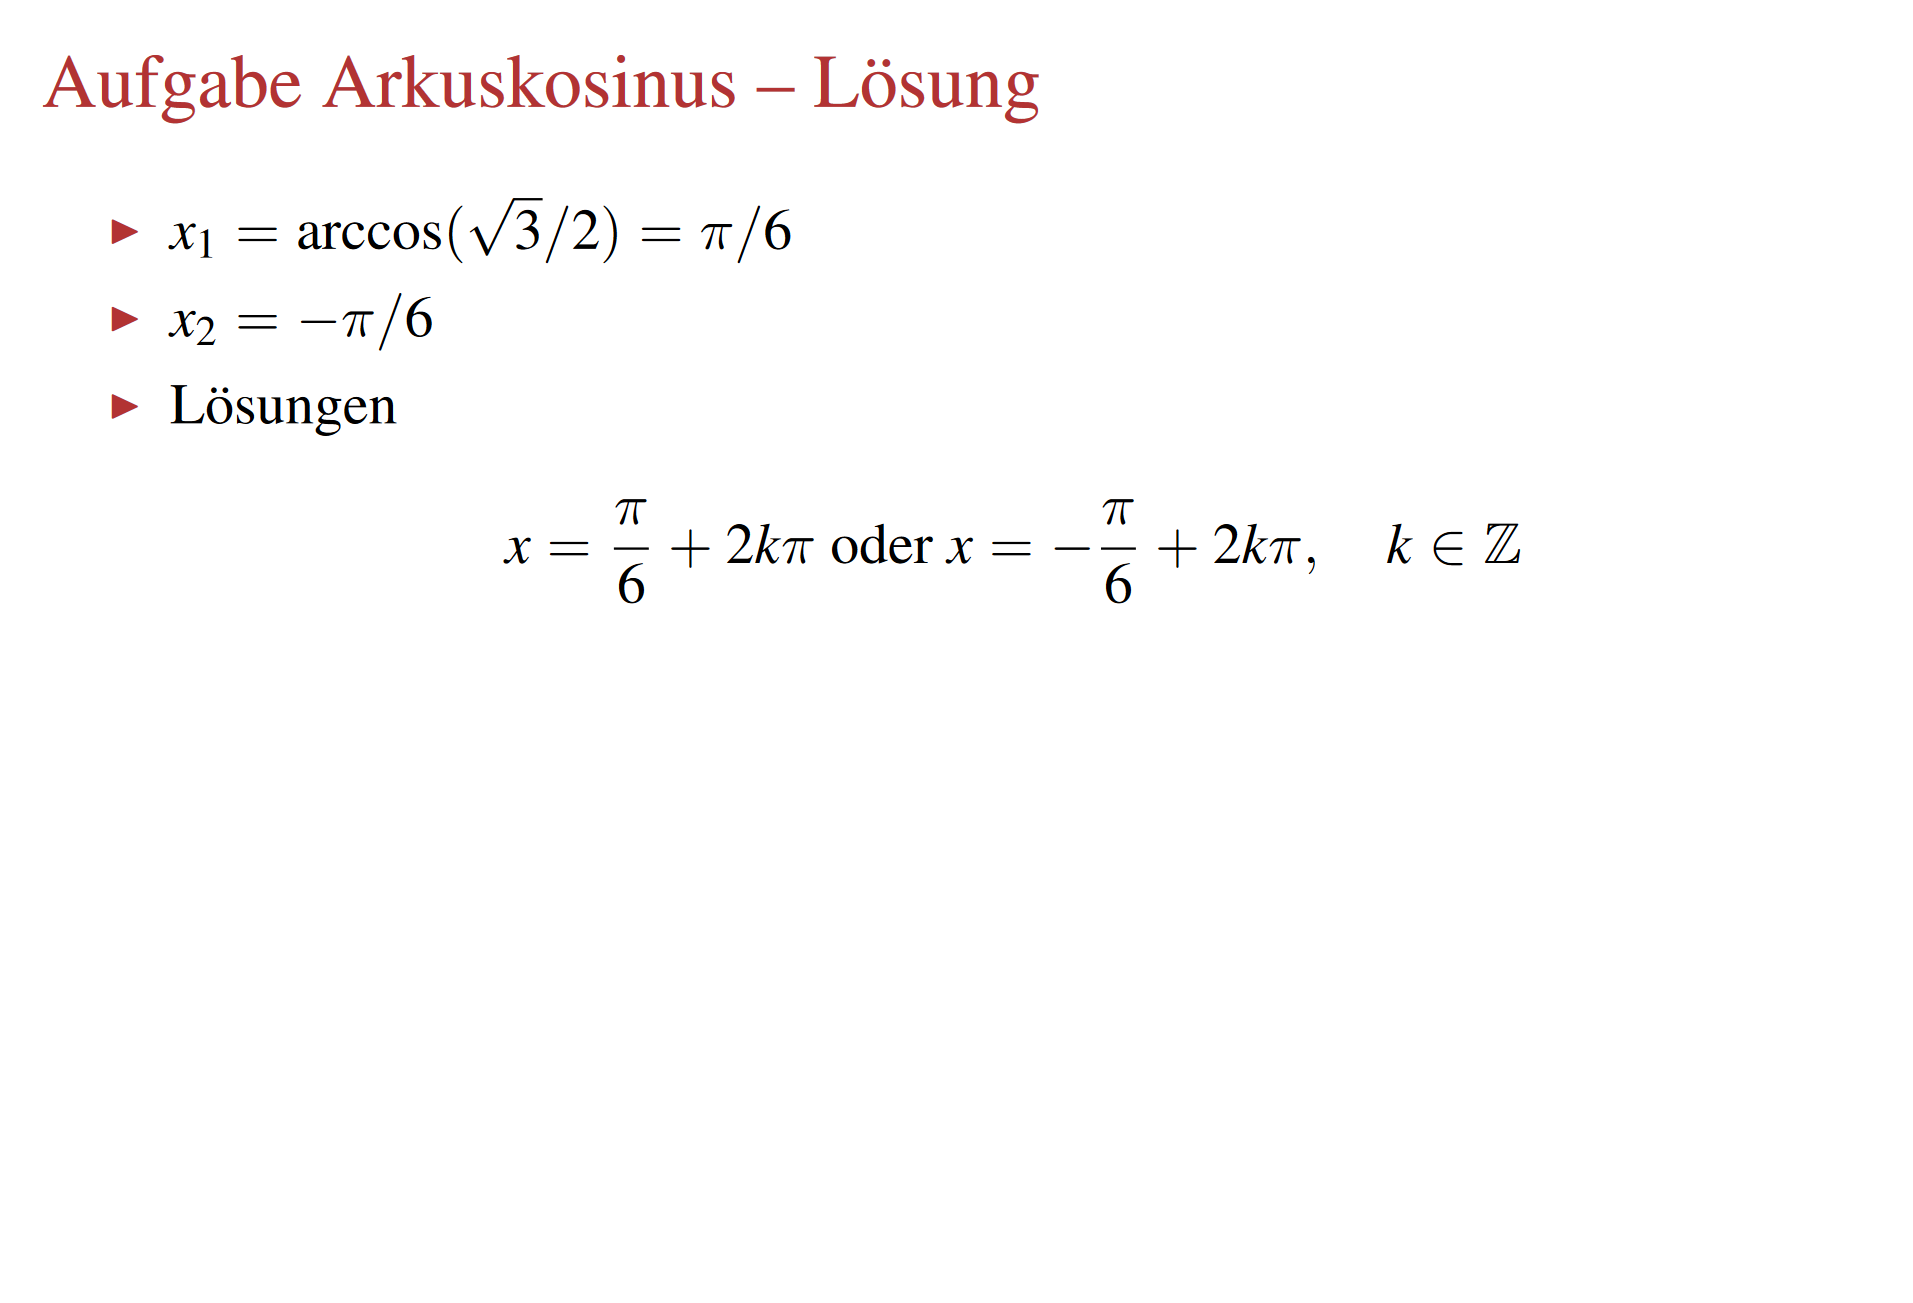 Aufgabe Arkuskosinus – Lösung
▶ x₁ = arccos(√3/2) = π/6
▶ x₂ = −π/6
▶ Lösungen
x = π/6 + 2kπ oder x = −π/6 + 2kπ, k ∈ ℤ